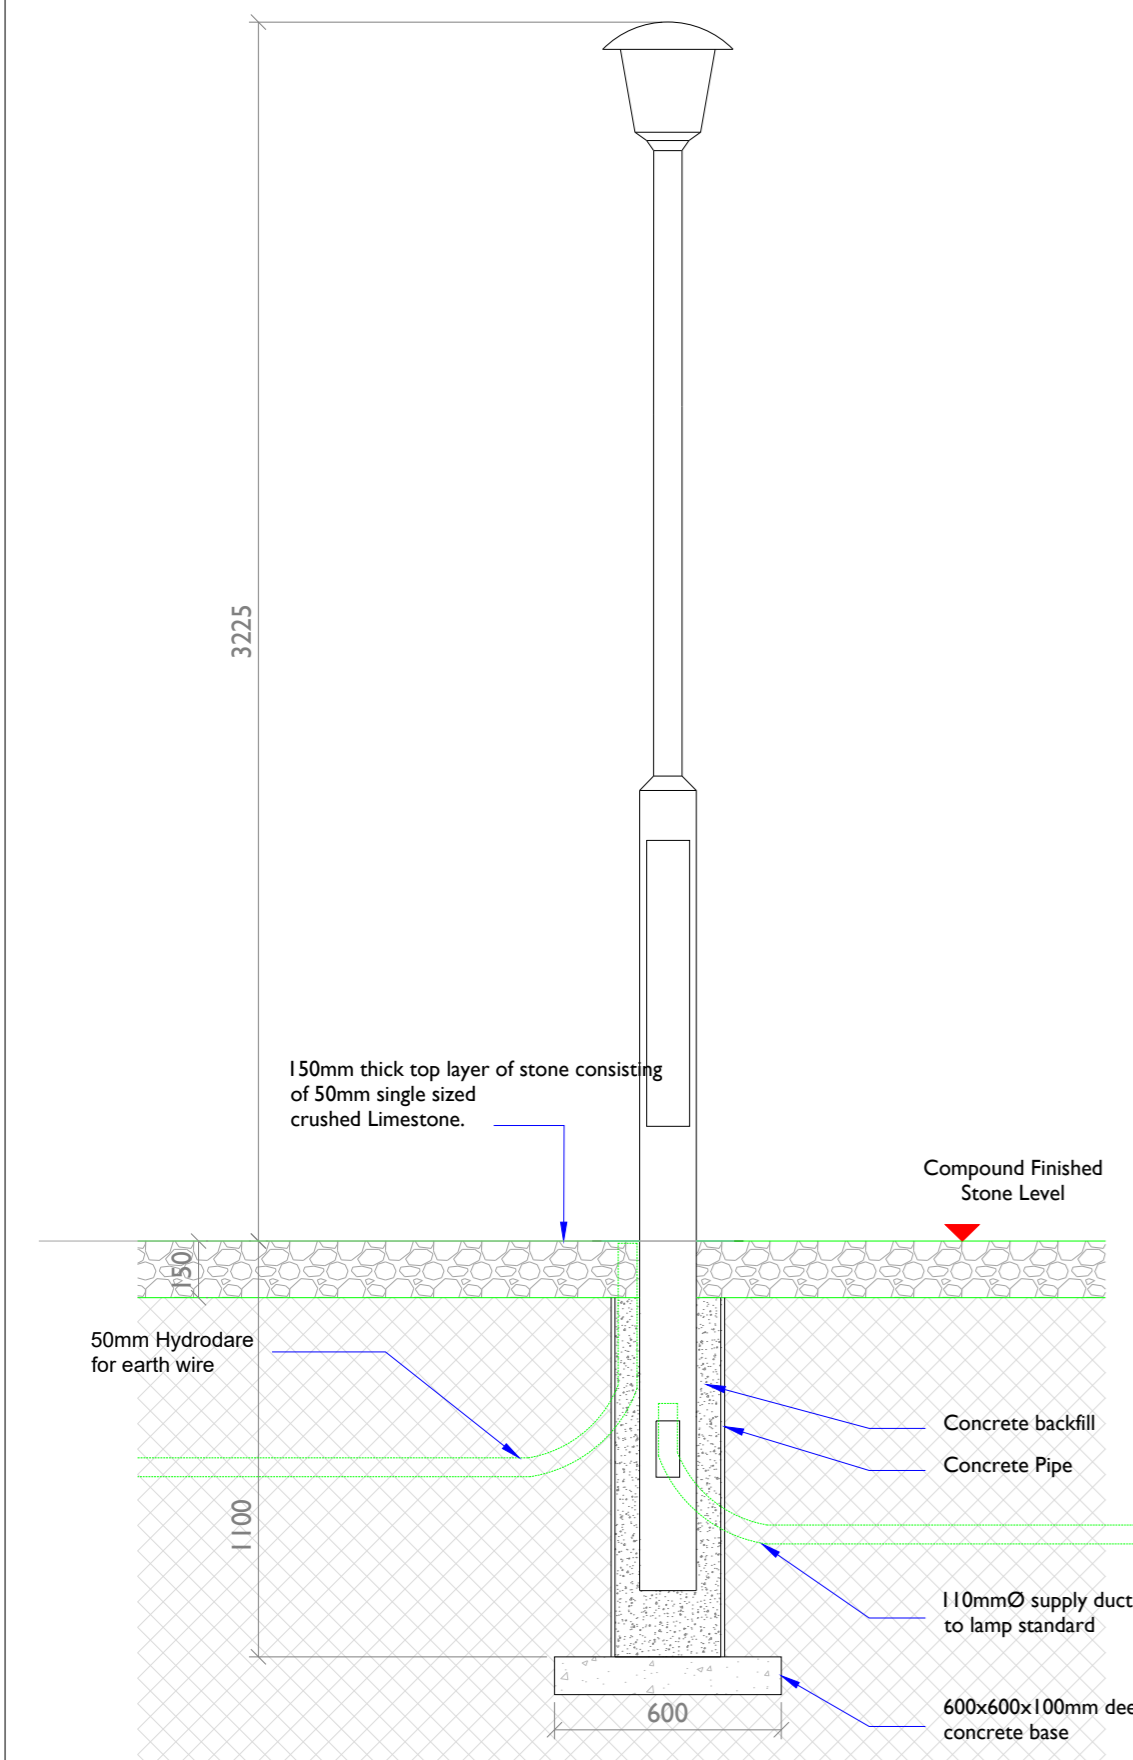 3225
150mm thick top layer of stone consisting
of 50mm single sized
crushed Limestone.
Compound Finished
Stone Level
150
50mm Hydrodare
for earth wire
Concrete backfill
Concrete Pipe
1100
110mmØ supply duct
to lamp standard
600x600x100mm dee
concrete base
600